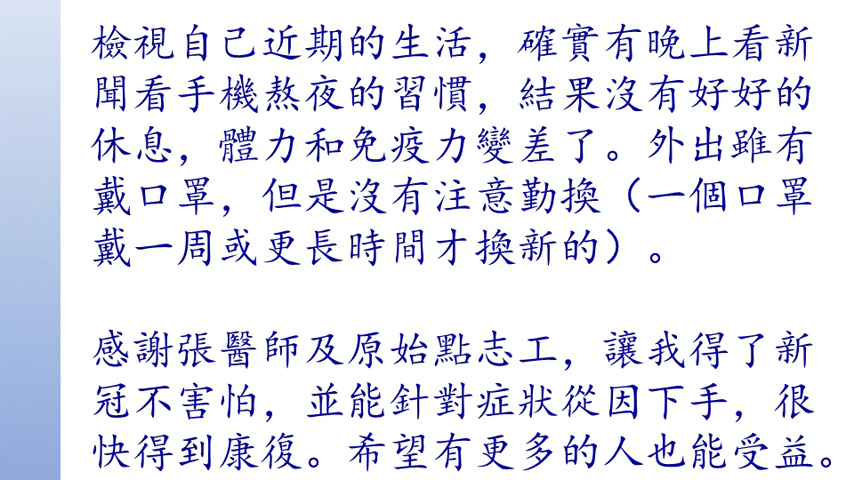 檢視自己近期的生活，確實有晚上看新
聞看手機熬夜的習慣，結果沒有好好的
休息，體力和免疫力變差了。外出雖有
戴口罩，但是沒有注意勤換（一個口罩
戴一周或更長時間才換新的）。
感謝張醫師及原始點志工，讓我得了新
冠不害怕，並能針對症狀從因下手，很
快得到康復。希望有更多的人也能受益。